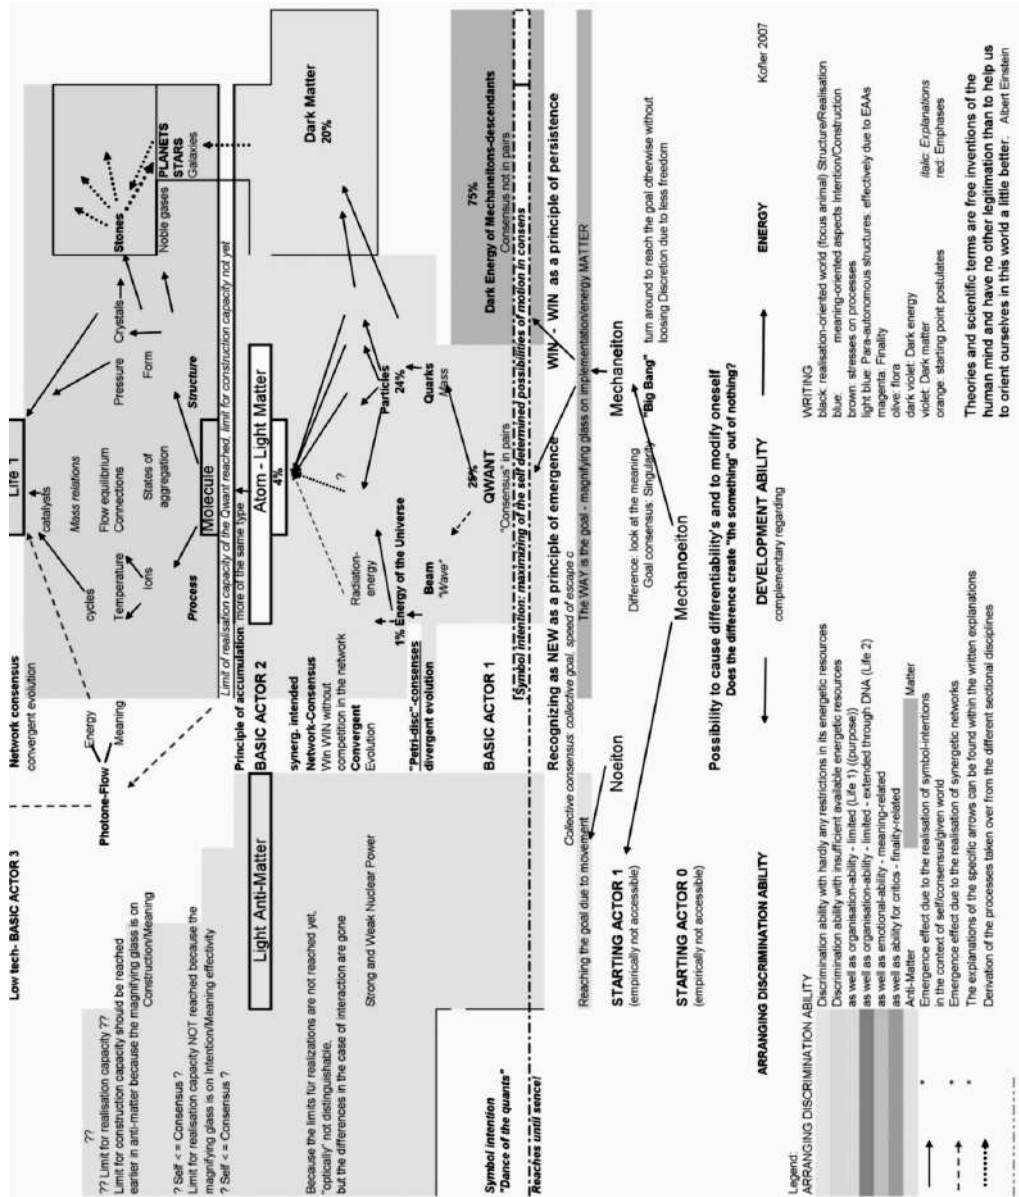 Low tech- BASIC ACTOR 3
Network consensus
convergent evolution
Life 1
catalysts
cycles
Mass relations
Energy
Meaning
Photone-Flow
Flow equilibrium
Connections
Temperature
Ions
States of
aggregation
Pressure
Form
Crystals
Stones
Noble gases
PLANETS
STARS
Galaxies
Process
Structure
Molecule
??
?? Limit for realisation capacity ??
Limit for construction capacity should be reached
earlier in anti-matter because the magnifying glass is on
Construction/Meaning
? Self < = Consensus ?
Limit for realisation capacity NOT reached because the
magnifying glass is on Intention/Meaning effectivity
? Self < = Consensus ?
Limit of realisation capacity of the Qwant reached, limit for construction capacity not yet
Principle of accumulation: more of the same type
BASIC ACTOR 2
Light Anti-Matter
Atom - Light Matter
4%
Dark Matter
20%
synerg. intended
Network-Consensus
Win WIN without
competition in the network
Convergent
Evolution
Because the limits für realizations are not reached yet,
"optically" not distinguishable,
but the differences in the case of interaction are gone
Strong and Weak Nuclear Power
Radiation-
energy
?
Particles
24%
1% Energy of the Universe
"Petri-disc"-consenses
divergent evolution
Beam
"Wave"
Quarks
Mass
BASIC ACTOR 1
25%
QWANT
"Consensus" in pairs
75%
Dark Energy of Mechaneitons-descendants
Consensus not in pairs
Symbol intention
"Dance of the quants"
Symbol intention: maximizing of the self determined possibilities of motion in consens
Reaches until sence!
Recognizing as NEW as a principle of emergence
WIN - WIN as a principle of persistence
Collective consensus: collective goal, speed of escape c
Reaching the goal due to movement
The WAY is the goal - magnifying glass on implementation/energy MATTER
STARTING ACTOR 1
(empirically not accessible)
Noeiton
Mechaneiton
Difference: look at the meaning
Goal consensus: Singularity
"Big Bang"
turn around to reach the goal otherwise without
loosing Discretion due to less freedom
STARTING ACTOR 0
(empirically not accessible)
Mechanoeiton
Possibility to cause differentiability's and to modify oneself
Does the difference create "the something" out of nothing?
ARRANGING DISCRIMINATION ABILITY
DEVELOPMENT ABILITY
complementary regarding
ENERGY
Kofler 2007
Legend:
ARRANGING DISCRIMINATION ABILITY
Discrimination ability with hardly any restrictions in its energetic resources
Discrimination ability with insufficient available energetic resources
as well as organisation-ability - limited (Life 1) ((purpose))
as well as organisation-ability - limited - extended through DNA (Life 2)
as well as emotional-ability - meaning-related
as well as ability for critics - finality-related
Anti-Matter
Matter
* Emergence effect due to the realisation of symbol-intentions
in the context of self/consensus/given world
* Emergence effect due to the realisation of synergetic networks
* The explanations of the specific arrows can be found within the written explanations
Derivation of the processes taken over from the different sectional disciplines
WRITING
black: realisation-oriented world (focus animal) Structure/Realisation
blue: meaning-oriented aspects Intention/Construction
brown: stresses on processes
light blue: Para-autonomous structures: effectively due to EAAs
magenta: Finality
olive: flora
dark violet: Dark energy
violet: Dark matter
orange: starting point postulates
Italic: Explanations
red: Emphases
Theories and scientific terms are free inventions of the
human mind and have no other legitimation than to help us
to orient ourselves in this world a little better. Albert Einstein